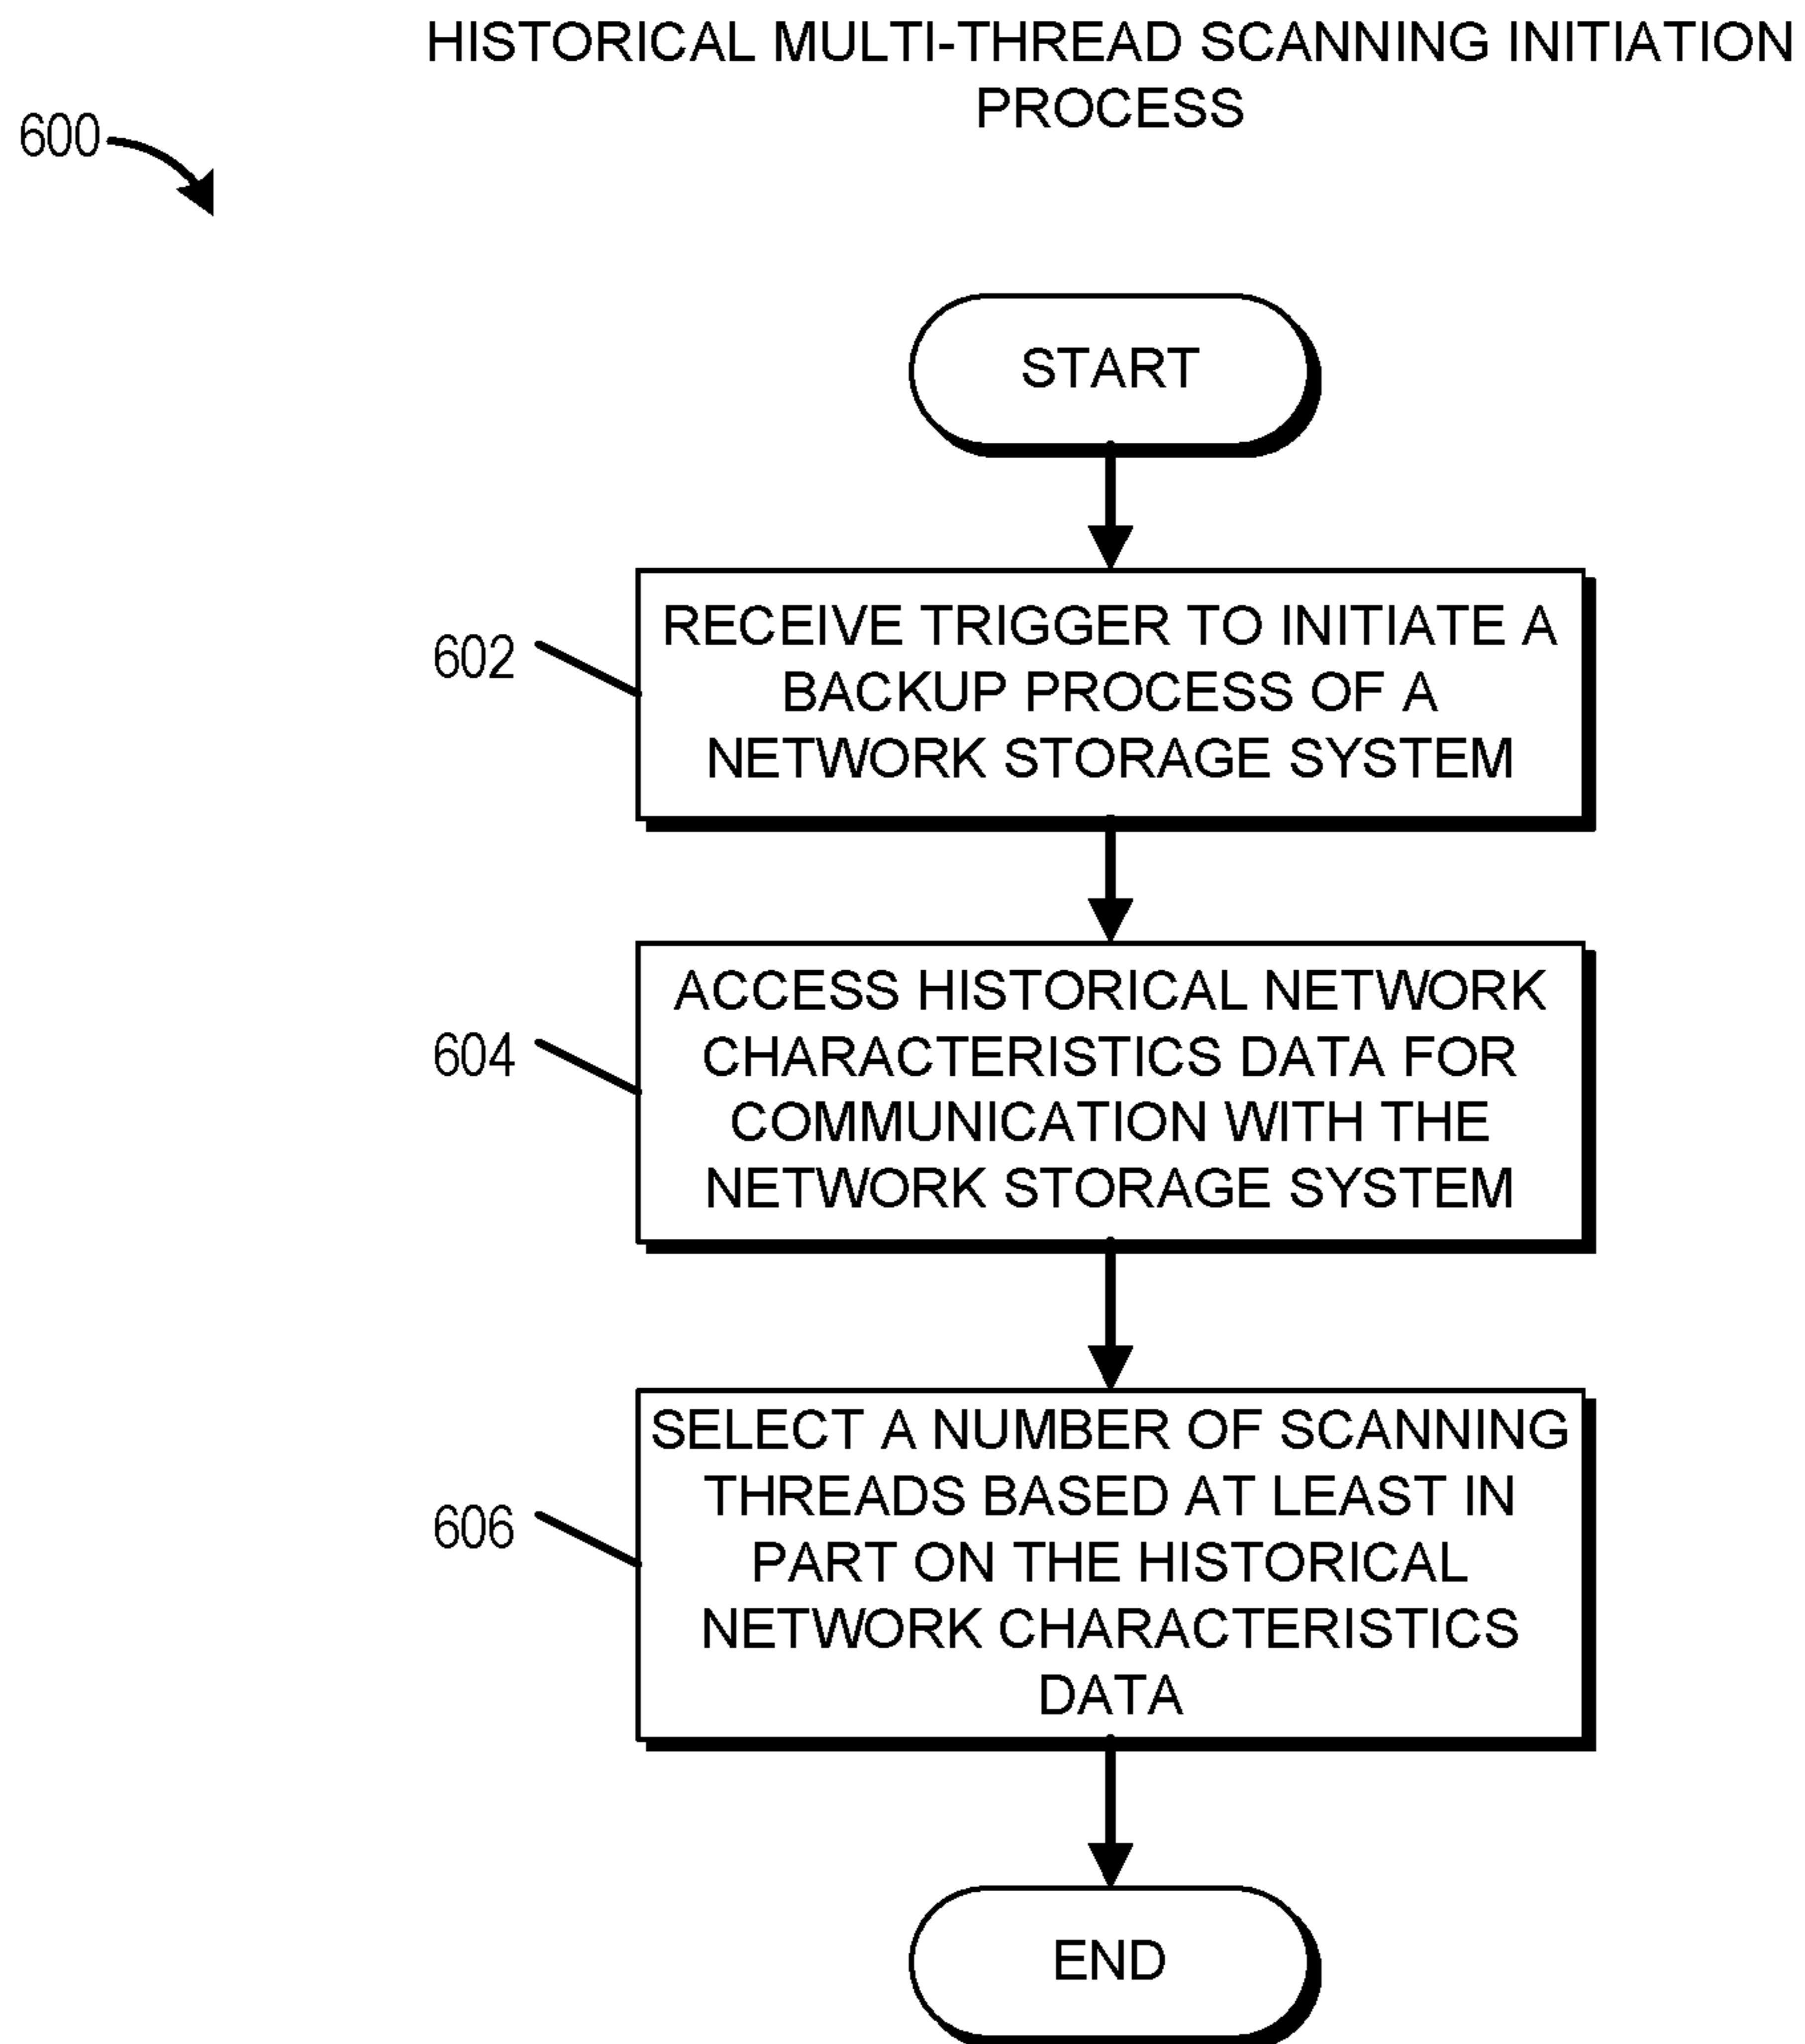 HISTORICAL MULTI-THREAD SCANNING INITIATION
PROCESS
600
START
602
RECEIVE TRIGGER TO INITIATE A
BACKUP PROCESS OF A
NETWORK STORAGE SYSTEM
604
ACCESS HISTORICAL NETWORK
CHARACTERISTICS DATA FOR
COMMUNICATION WITH THE
NETWORK STORAGE SYSTEM
606
SELECT A NUMBER OF SCANNING
THREADS BASED AT LEAST IN
PART ON THE HISTORICAL
NETWORK CHARACTERISTICS
DATA
END